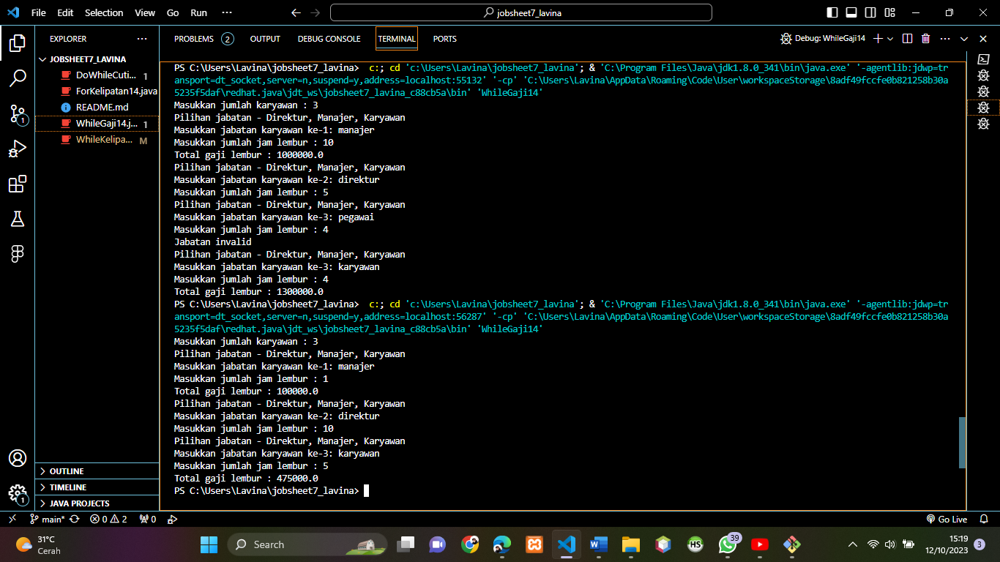 File Edit Selection View Go Run ··· jobsheet7_lavina
EXPLORER ···
JOBSHEET7_LAVINA
DoWhileCuti... 1
ForKelipatan14.java
README.md
WhileGaji14.j... 1
WhileKelipa... M
OUTLINE
TIMELINE
JAVA PROJECTS
PROBLEMS 2 OUTPUT DEBUG CONSOLE TERMINAL PORTS Debug: WhileGaji14
PS C:\Users\Lavina\jobsheet7_lavina>  c:; cd 'c:\Users\Lavina\jobsheet7_lavina'; & 'C:\Program Files\Java\jdk1.8.0_341\bin\java.exe' '-agentlib:jdwp=tr
ansport=dt_socket,server=n,suspend=y,address=localhost:55132' '-cp' 'C:\Users\Lavina\AppData\Roaming\Code\User\workspaceStorage\8adf49fccfe0b821258b30a
5235f5daf\redhat.java\jdt_ws\jobsheet7_lavina_c88cb5a\bin' 'WhileGaji14'
Masukkan jumlah karyawan : 3
Pilihan jabatan - Direktur, Manajer, Karyawan
Masukkan jabatan karyawan ke-1: manajer
Masukkan jumlah jam lembur : 10
Total gaji lembur : 1000000.0
Pilihan jabatan - Direktur, Manajer, Karyawan
Masukkan jabatan karyawan ke-2: direktur
Masukkan jumlah jam lembur : 5
Pilihan jabatan - Direktur, Manajer, Karyawan
Masukkan jabatan karyawan ke-3: pegawai
Masukkan jumlah jam lembur : 4
Jabatan invalid
Pilihan jabatan - Direktur, Manajer, Karyawan
Masukkan jabatan karyawan ke-3: karyawan
Masukkan jumlah jam lembur : 4
Total gaji lembur : 1300000.0
PS C:\Users\Lavina\jobsheet7_lavina>  c:; cd 'c:\Users\Lavina\jobsheet7_lavina'; & 'C:\Program Files\Java\jdk1.8.0_341\bin\java.exe' '-agentlib:jdwp=tr
ansport=dt_socket,server=n,suspend=y,address=localhost:56287' '-cp' 'C:\Users\Lavina\AppData\Roaming\Code\User\workspaceStorage\8adf49fccfe0b821258b30a
5235f5daf\redhat.java\jdt_ws\jobsheet7_lavina_c88cb5a\bin' 'WhileGaji14'
Masukkan jumlah karyawan : 3
Pilihan jabatan - Direktur, Manajer, Karyawan
Masukkan jabatan karyawan ke-1: manajer
Masukkan jumlah jam lembur : 1
Total gaji lembur : 100000.0
Pilihan jabatan - Direktur, Manajer, Karyawan
Masukkan jabatan karyawan ke-2: direktur
Masukkan jumlah jam lembur : 10
Pilihan jabatan - Direktur, Manajer, Karyawan
Masukkan jabatan karyawan ke-3: karyawan
Masukkan jumlah jam lembur : 5
Total gaji lembur : 475000.0
PS C:\Users\Lavina\jobsheet7_lavina>
1
1
main* 0 2 0 Go Live
31°C
Cerah
Search
HS
39
15:19
12/10/2023
3